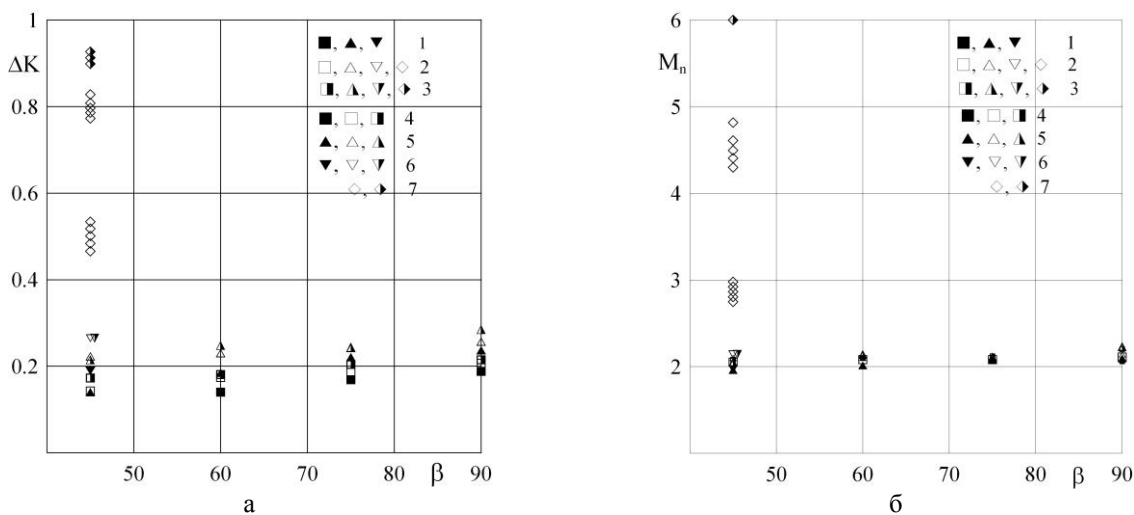 1
ΔK
0.8
0.6
0.4
0.2
50
60
70
80
β
90
■, ▲, ▼ 1
□, △, ▽, ◇ 2
◨, ◮, ⧩, ⬗ 3
■, □, ◨ 4
▲, △, ◮ 5
▼, ▽, ⧩ 6
◇, ⬗ 7
а
6
Mn
5
4
3
2
50
60
70
80
β
90
■, ▲, ▼ 1
□, △, ▽, ◇ 2
◨, ◮, ⧩, ⬗ 3
■, □, ◨ 4
▲, △, ◮ 5
▼, ▽, ⧩ 6
◇, ⬗ 7
б